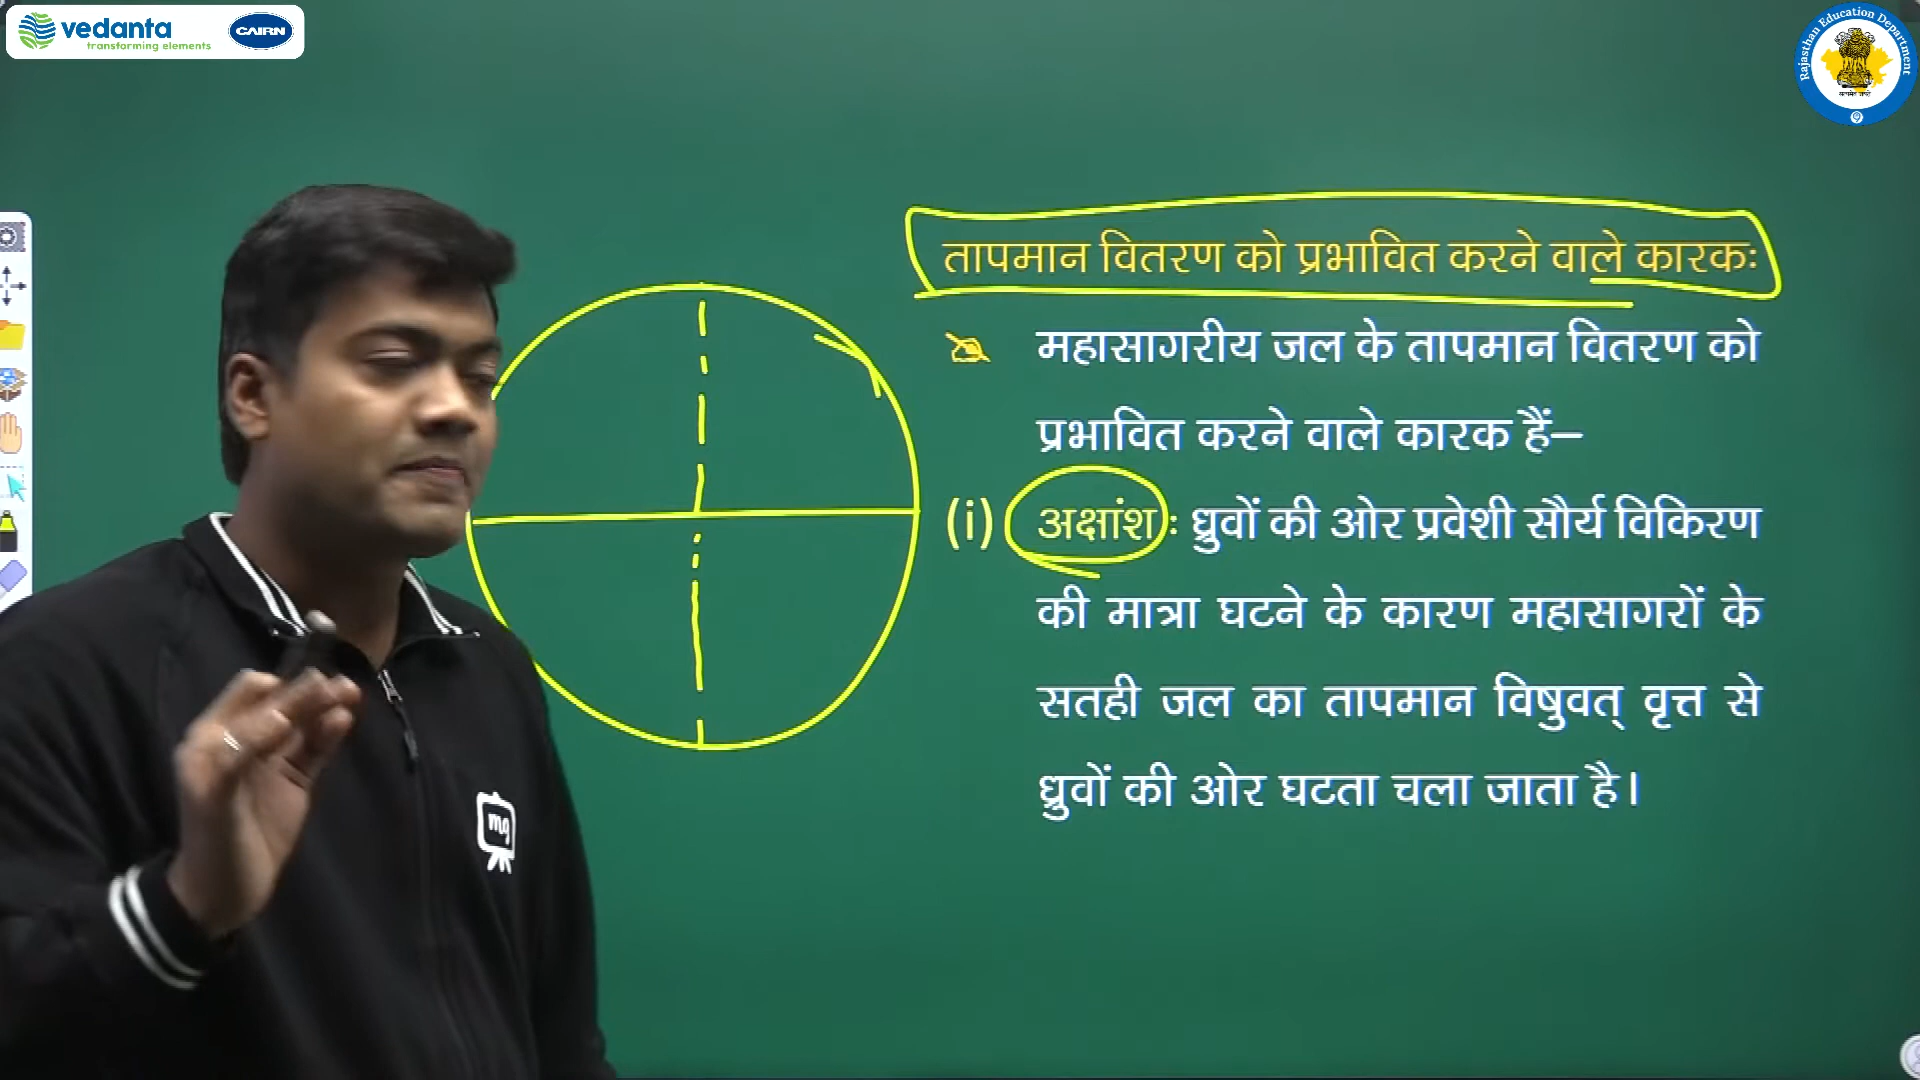 vedanta
transforming elements
CAIRN
Rajasthan Education Department
तापमान वितरण को प्रभावित करने वाले कारकः
महासागरीय जल के तापमान वितरण को
प्रभावित करने वाले कारक हैं–
(i) अक्षांश : ध्रुवों की ओर प्रवेशी सौर्य विकिरण
की मात्रा घटने के कारण महासागरों के
सतही जल का तापमान विषुवत् वृत्त से
ध्रुवों की ओर घटता चला जाता है।
mg